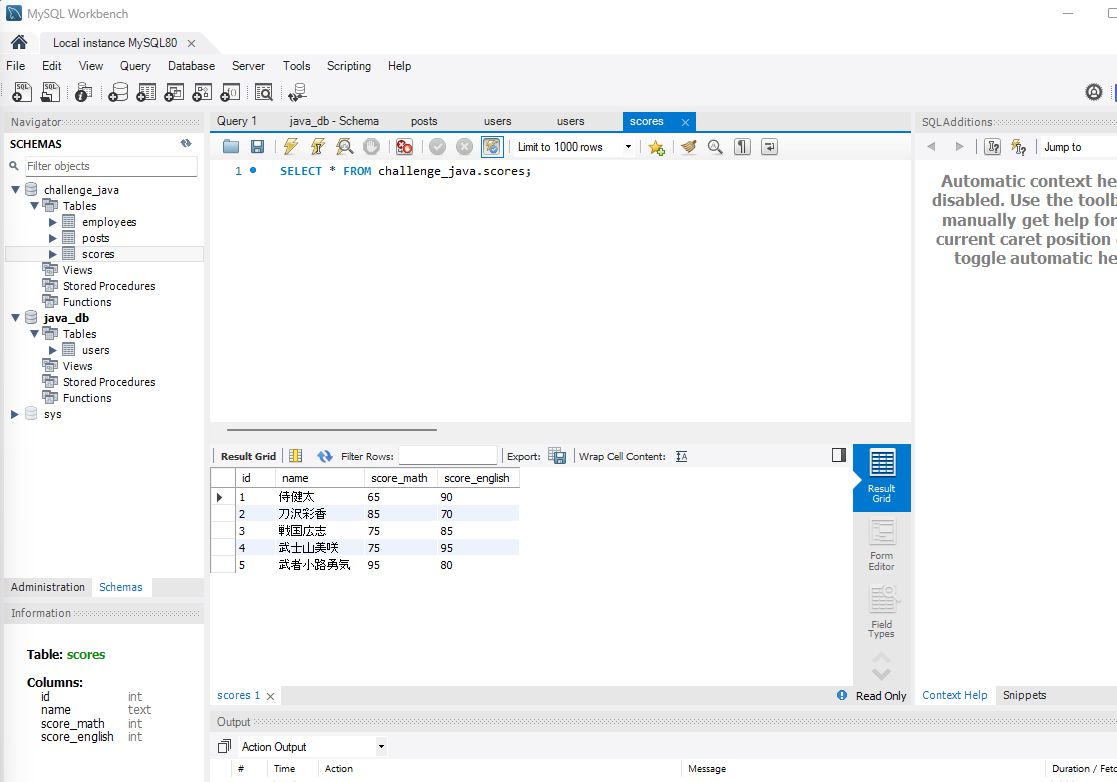 MySQL Workbench
Local instance MySQL80
File Edit View Query Database Server Tools Scripting Help
Navigator
SCHEMAS
Filter objects
challenge_java
Tables
employees
posts
scores
Views
Stored Procedures
Functions
java_db
Tables
users
Views
Stored Procedures
Functions
sys
Administration Schemas
Information
Table: scores
Columns:
id int
name text
score_math int
score_english int
Query 1 java_db - Schema posts users users scores
Limit to 1000 rows
1 SELECT * FROM challenge_java.scores;
Result Grid Filter Rows: Export: Wrap Cell Content:
id name score_math score_english
1 侍健太 65 90
2 刀沢彩香 85 70
3 戦国広志 75 85
4 武士山美咲 75 95
5 武者小路勇気 95 80
Result
Grid
Form
Editor
Field
Types
scores 1
Read Only
Output
Action Output
# Time Action Message Duration / Fetc
SQLAdditions
Jump to
Automatic context he
disabled. Use the toolb
manually get help for
current caret position
toggle automatic he
Context Help Snippets